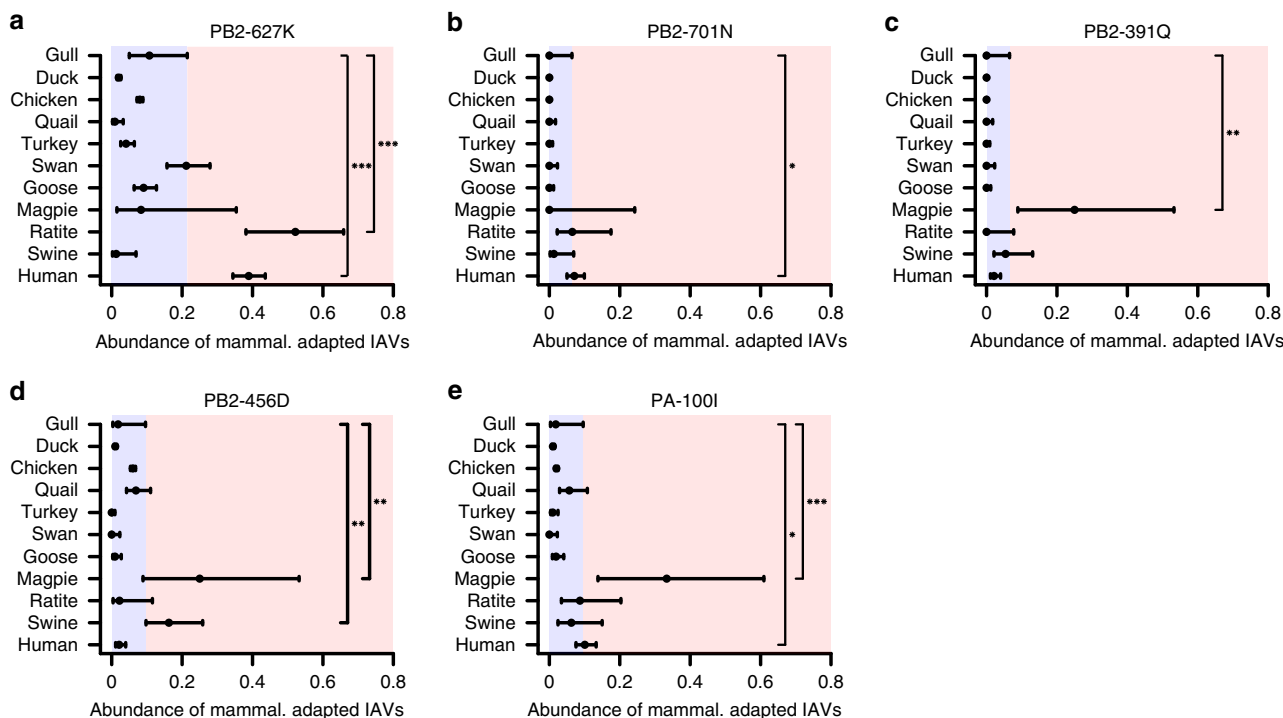 a
PB2-627K
Gull
Duck
Chicken
Quail
Turkey
Swan
Goose
Magpie
Ratite
Swine
Human
***
***
0
0.2
0.4
0.6
0.8
Abundance of mammal. adapted IAVs
b
PB2-701N
Gull
Duck
Chicken
Quail
Turkey
Swan
Goose
Magpie
Ratite
Swine
Human
*
0
0.2
0.4
0.6
0.8
Abundance of mammal. adapted IAVs
c
PB2-391Q
Gull
Duck
Chicken
Quail
Turkey
Swan
Goose
Magpie
Ratite
Swine
Human
**
0
0.2
0.4
0.6
0.8
Abundance of mammal. adapted IAVs
d
PB2-456D
Gull
Duck
Chicken
Quail
Turkey
Swan
Goose
Magpie
Ratite
Swine
Human
**
**
0
0.2
0.4
0.6
0.8
Abundance of mammal. adapted IAVs
e
PA-100I
Gull
Duck
Chicken
Quail
Turkey
Swan
Goose
Magpie
Ratite
Swine
Human
***
*
0
0.2
0.4
0.6
0.8
Abundance of mammal. adapted IAVs